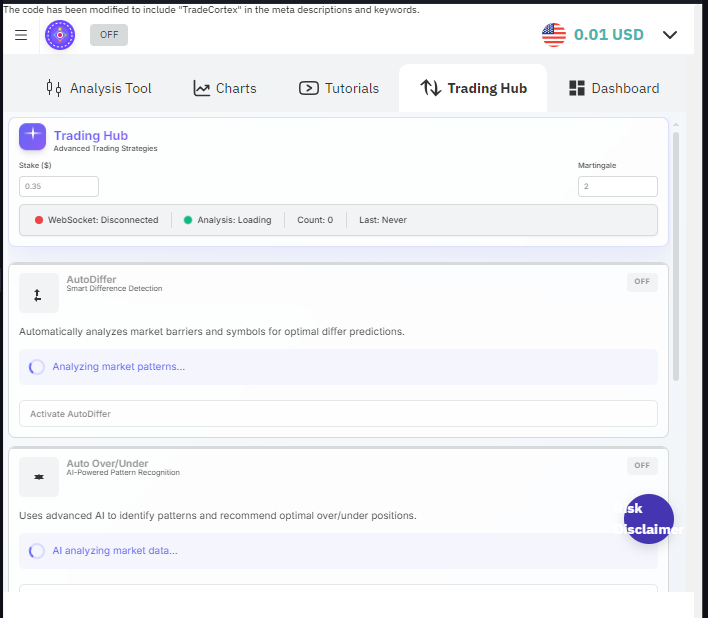 The code has been modified to include "TradeCortex" in the meta descriptions and keywords.
OFF
0.01 USD
Analysis Tool
Charts
Tutorials
Trading Hub
Dashboard
Trading Hub
Advanced Trading Strategies
Stake ($)
Martingale
0.35
2
WebSocket: Disconnected
Analysis: Loading
Count: 0
Last: Never
AutoDiffer
Smart Difference Detection
OFF
Automatically analyzes market barriers and symbols for optimal differ predictions.
Analyzing market patterns...
Activate AutoDiffer
Auto Over/Under
AI-Powered Pattern Recognition
OFF
Uses advanced AI to identify patterns and recommend optimal over/under positions.
AI analyzing market data...
Disclaimer